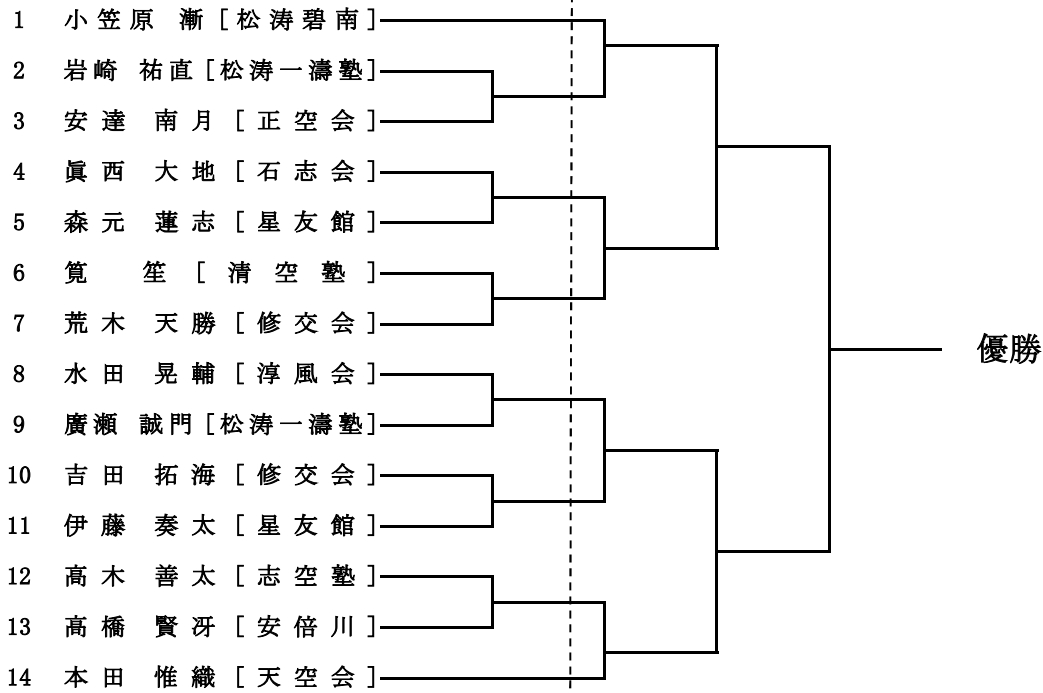 1 小笠原 漸[松涛碧南]
2 岩崎 祐直[松涛一濤塾]
3 安達 南月[正空会]
4 眞西 大地[石志会]
5 森元 蓮志[星友館]
6 筧 笙[清空塾]
7 荒木 天勝[修交会]
8 水田 晃輔[淳風会]
9 廣瀬 誠門[松涛一濤塾]
10 吉田 拓海[修交会]
11 伊藤 奏太[星友館]
12 高木 善太[志空塾]
13 高橋 賢冴[安倍川]
14 本田 惟織[天空会]
優勝